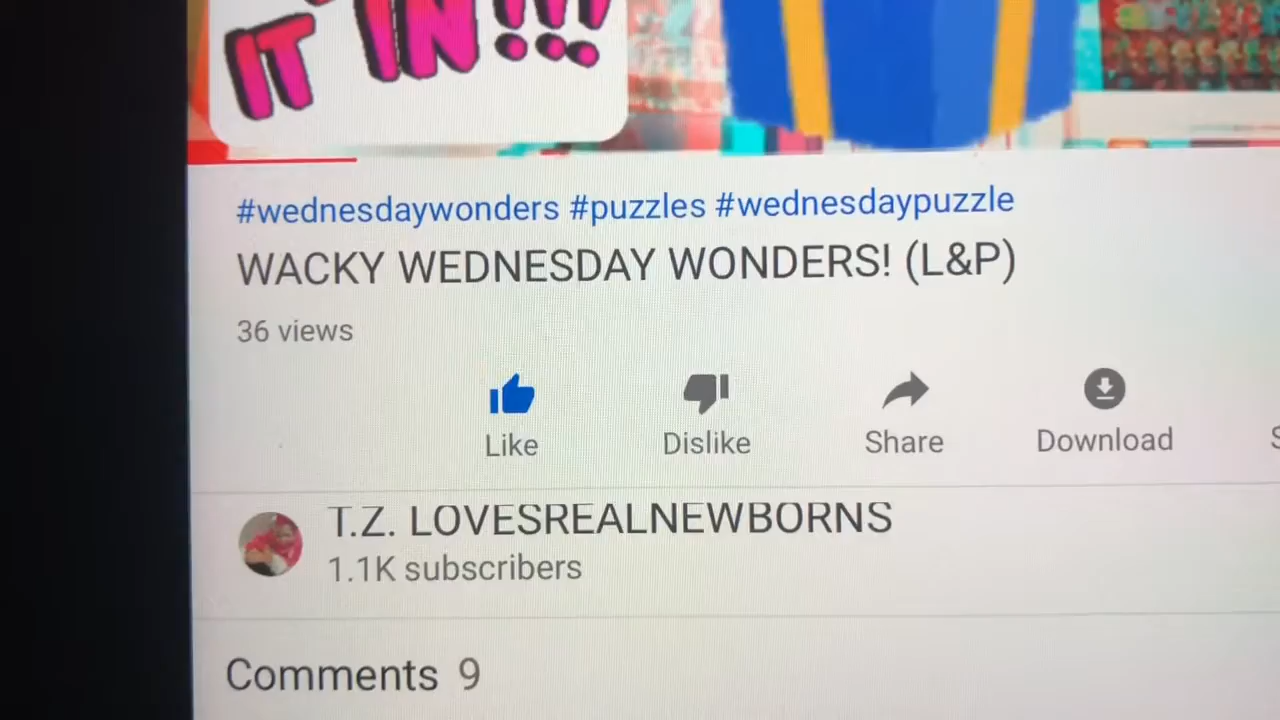 IT IN!!!
#wednesdaywonders #puzzles #wednesdaypuzzle
WACKY WEDNESDAY WONDERS! (L&P)
36 views
Like Dislike Share Download
T.Z. LOVESREALNEWBORNS
1.1K subscribers
Comments 9